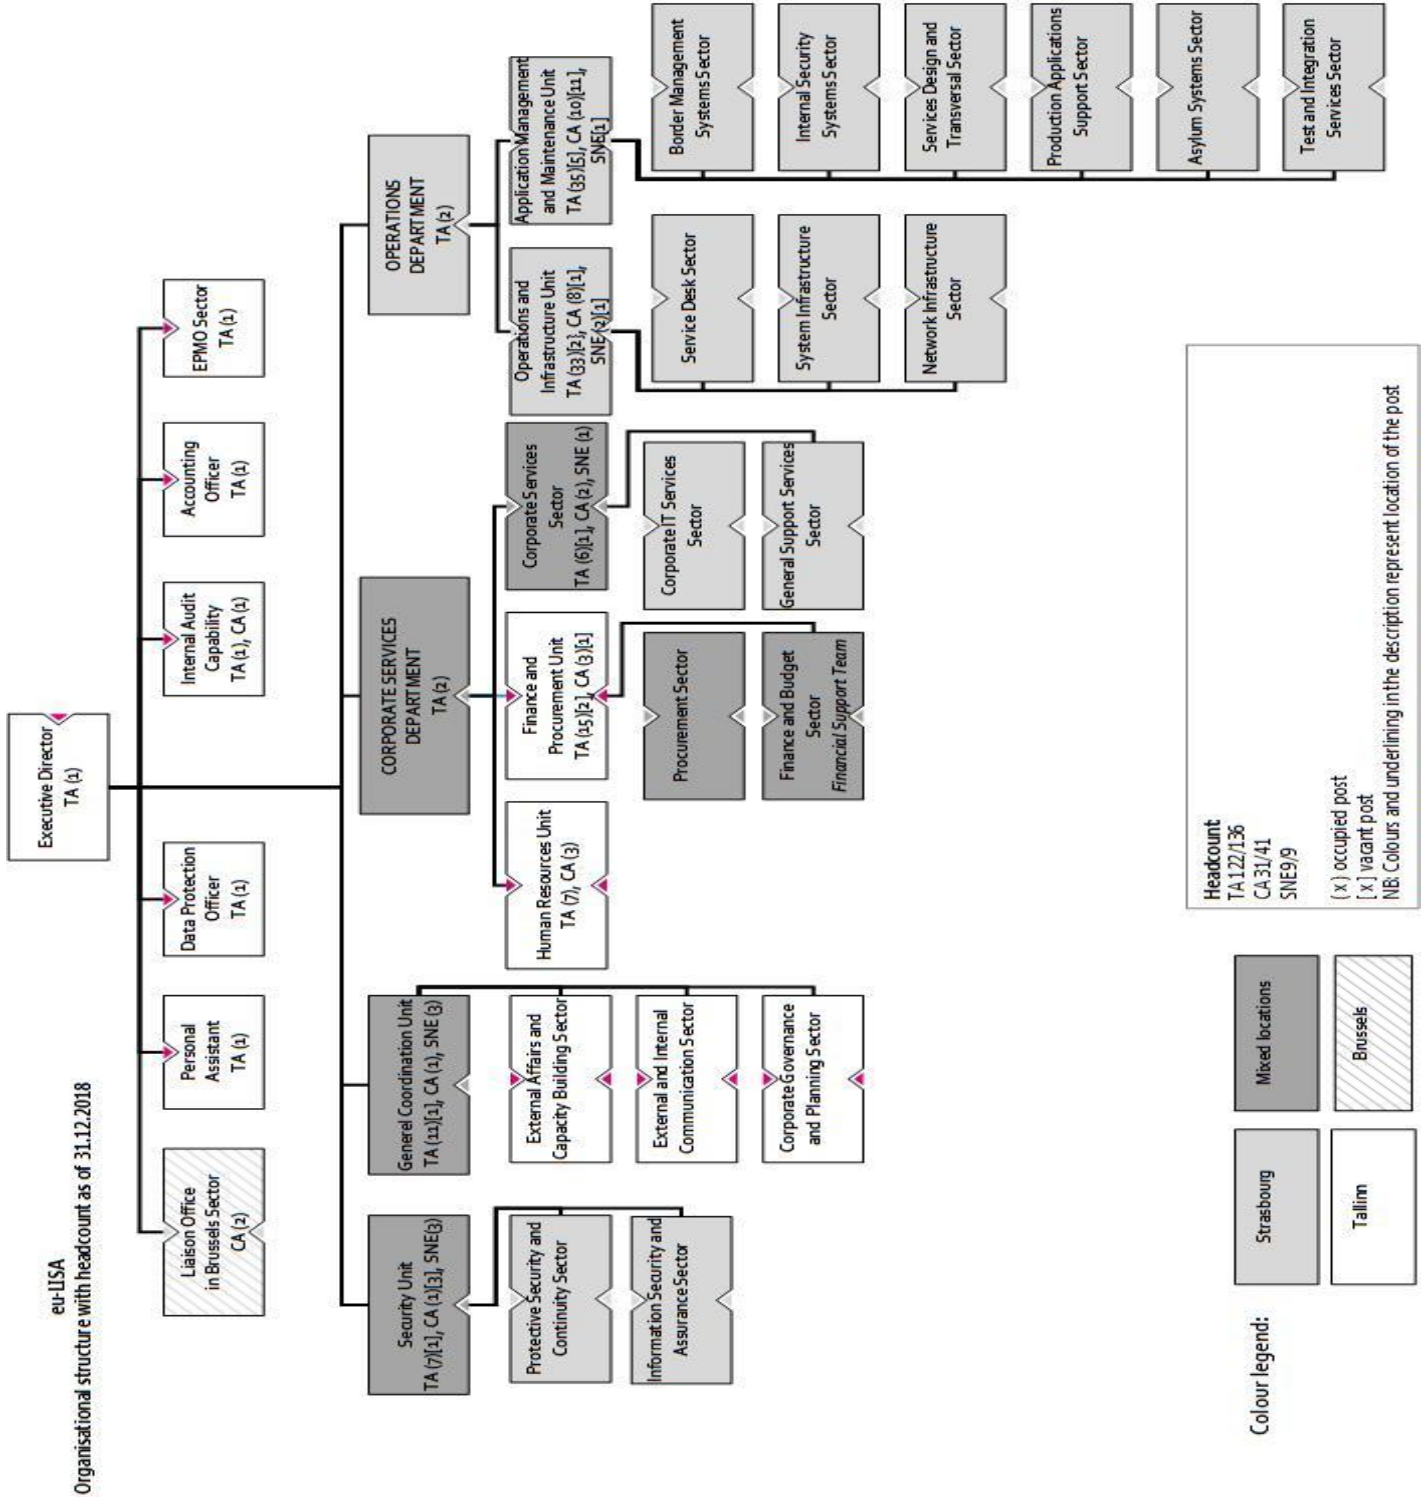 eu-LISA
Organisational structure with headcount as of 31.12.2018
Executive Director
TA (1)
Liaison Office
in Brussels Sector
CA (2)
Personal
Assistant
TA (1)
Data Protection
Officer
TA (1)
Internal Audit
Capability
TA (1), CA (1)
Accounting
Officer
TA (1)
EPMO Sector
TA (1)
Security Unit
TA (7)[1], CA (1)[3], SNE(3)
Generel Coordination Unit
TA (11)[1], CA (1), SNE (3)
CORPORATE SERVICES
DEPARTMENT
TA (2)
OPERATIONS
DEPARTMENT
TA (2)
Protective Security and
Continuity Sector
Information Security and
Assurance Sector
External Affairs and
Capacity Building Sector
External and Internal
Communication Sector
Corporate Governance
and Planning Sector
Human Resources Unit
TA (7), CA (3)
Finance and
Procurement Unit
TA (15)[2], CA (3)[1]
Corporate Services
Sector
TA (6)[1], CA (2), SNE (1)
Procurement Sector
Finance and Budget
Sector
Financial Support Team
Corporate IT Services
Sector
General Support Services
Sector
Operations and
Infrastructure Unit
TA (33)[2], CA (8)[1],
SNE (2)[1]
Application Management
and Maintenance Unit
TA (35)[5], CA (10)[11],
SNE[1]
Service Desk Sector
System Infrastructure
Sector
Network Infrastructure
Sector
Border Management
Systems Sector
Internal Security
Systems Sector
Services Design and
Transversal Sector
Production Applications
Support Sector
Asylum Systems Sector
Test and Integration
Services Sector
Colour legend:
Strasbourg
Mixed locations
Tallinn
Brussels
Headcount
TA 122/136
CA 31/41
SNE9/9
( x ) occupied post
[ x ] vacant post
NB: Colours and underlining in the description represent location of the post